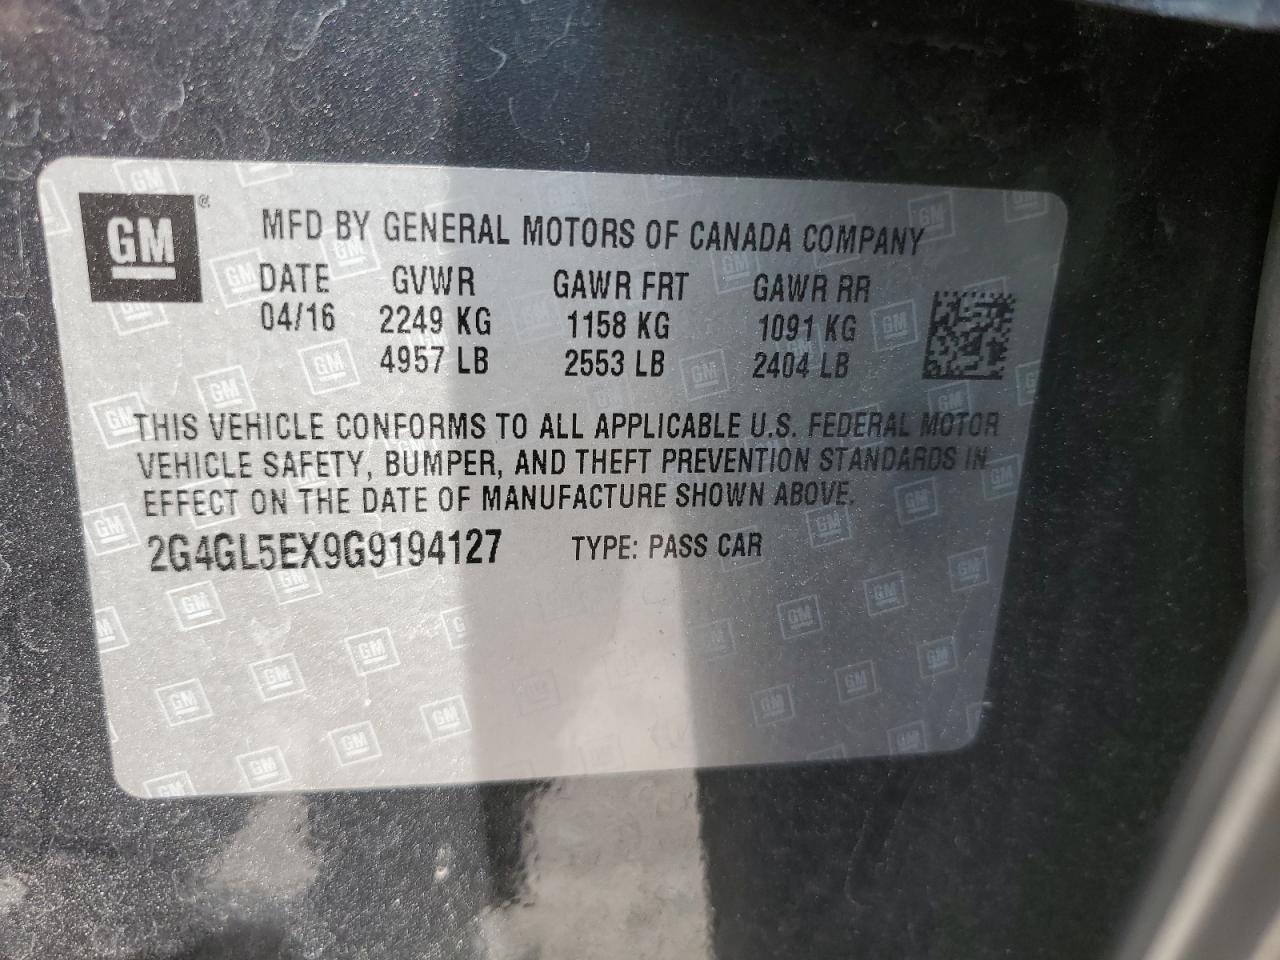 GM®
MFD BY GENERAL MOTORS OF CANADA COMPANY
DATE GVWR GAWR FRT GAWR RR
04/16 2249 KG 1158 KG 1091 KG
4957 LB 2553 LB 2404 LB
THIS VEHICLE CONFORMS TO ALL APPLICABLE U.S. FEDERAL MOTOR
VEHICLE SAFETY, BUMPER, AND THEFT PREVENTION STANDARDS IN
EFFECT ON THE DATE OF MANUFACTURE SHOWN ABOVE.
2G4GL5EX9G9194127 TYPE: PASS CAR